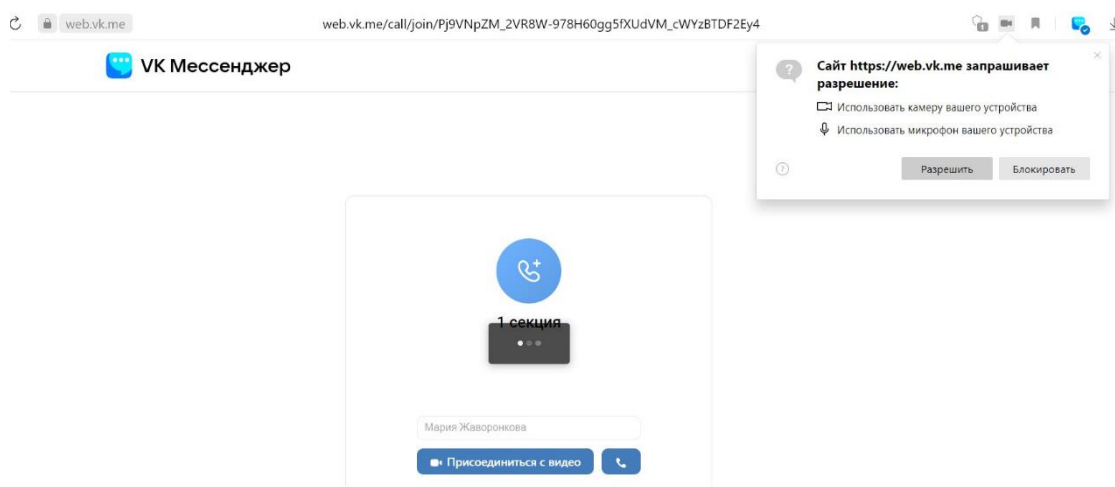 web.vk.me
web.vk.me/call/join/Pj9VNpZM_2VR8W-978H60gg5fXUdVM_cWYzBTDF2Ey4
VK Мессенджер
Сайт https://web.vk.me запрашивает
разрешение:
Использовать камеру вашего устройства
Использовать микрофон вашего устройства
Разрешить
Блокировать
1 секция
Мария Жаворонкова
Присоединиться с видео